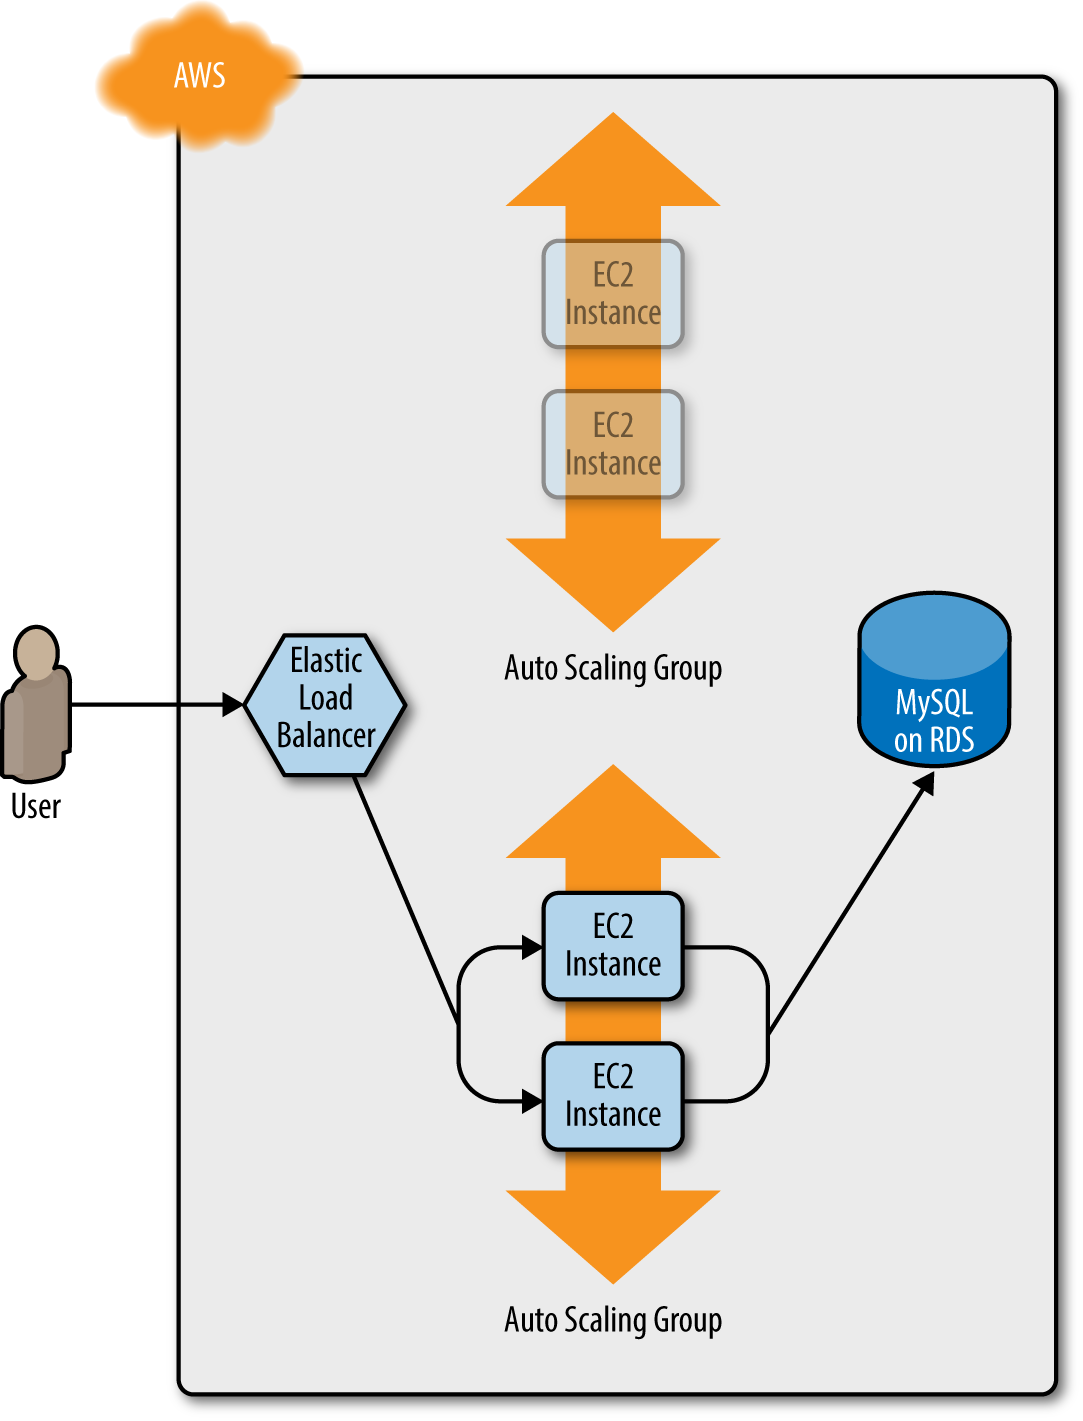 AWS
EC2
Instance
EC2
Instance
Auto Scaling Group
User
Elastic
Load
Balancer
MySQL
on RDS
EC2
Instance
EC2
Instance
Auto Scaling Group